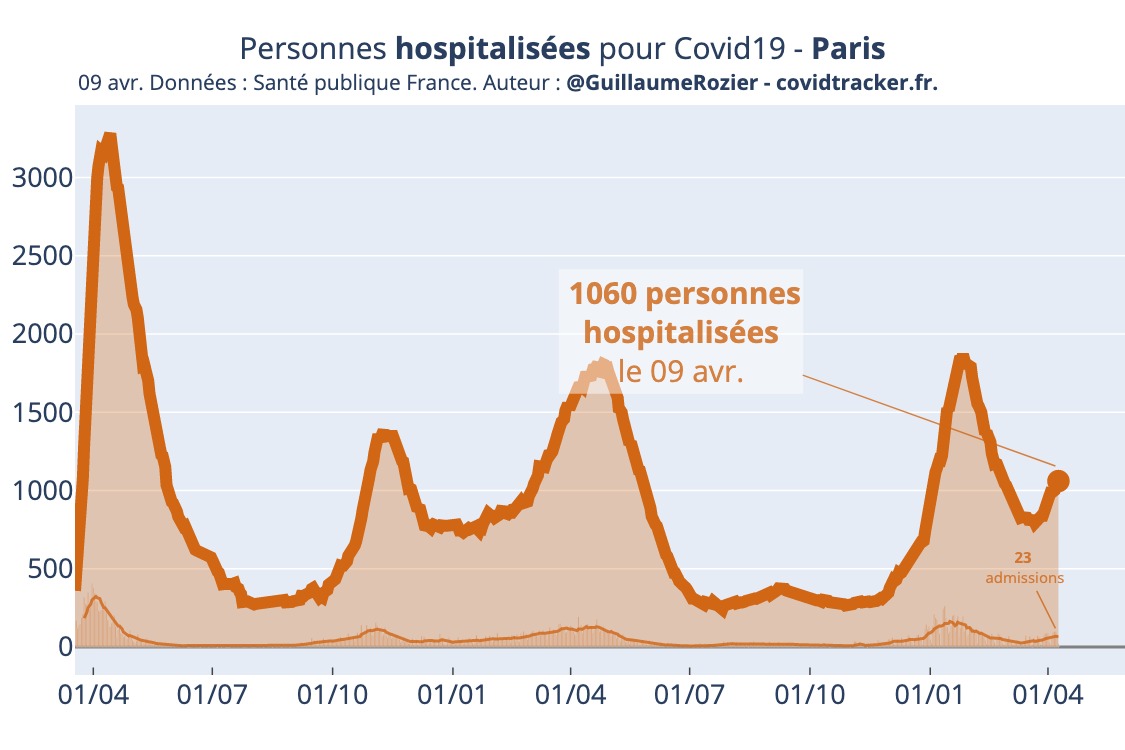 Personnes hospitalisées pour Covid19 - Paris
09 avr. Données : Santé publique France. Auteur : @GuillaumeRozier - covidtracker.fr.
3000
2500
2000
1500
1000
500
0
1060 personnes
hospitalisées
le 09 avr.
23
admissions
01/04
01/07
01/10
01/01
01/04
01/07
01/10
01/01
01/04